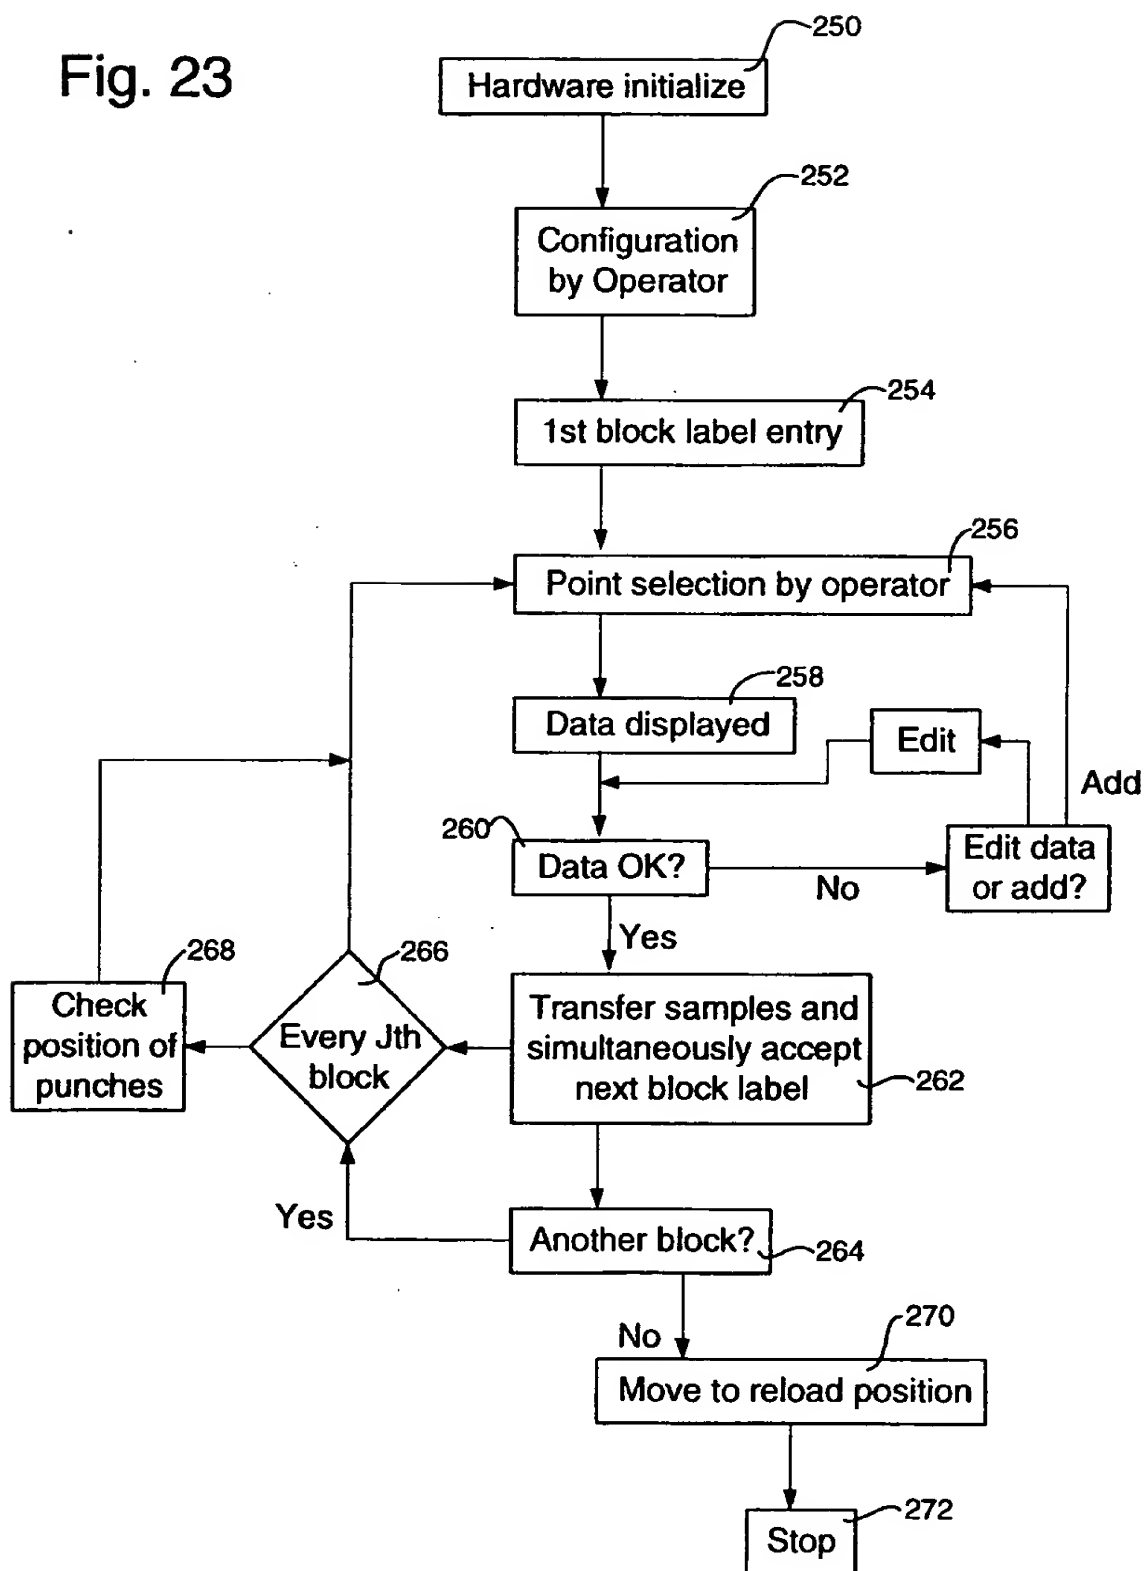 Fig. 23
250
Hardware initialize
252
Configuration
by Operator
254
1st block label entry
256
Point selection by operator
258
Data displayed
Edit
Add
260
Data OK?
No
Edit data
or add?
Yes
268
Check
position of
punches
266
Every Jth
block
Transfer samples and
simultaneously accept
next block label
262
Yes
Another block?
264
No
270
Move to reload position
272
Stop